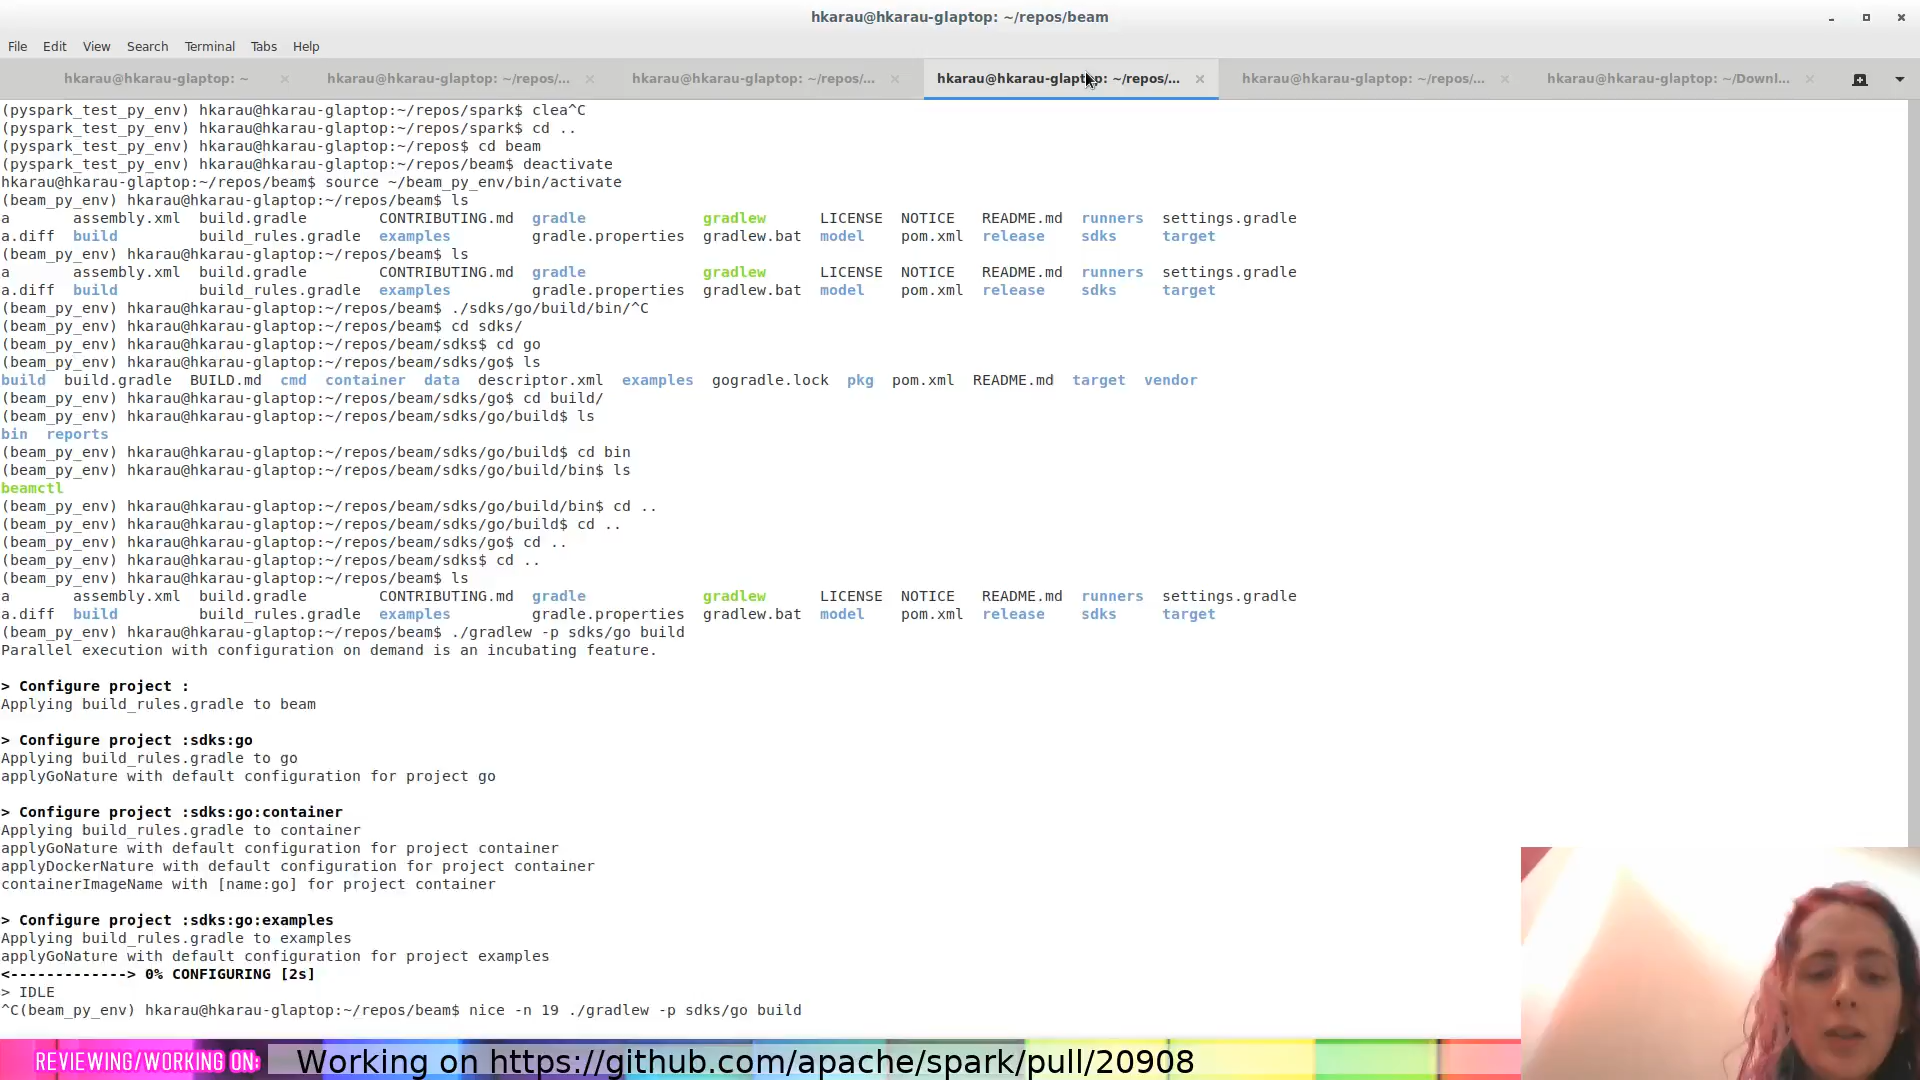 hkarau@hkarau-glaptop: ~/repos/beam
File Edit View Search Terminal Tabs Help
hkarau@hkarau-glaptop: ~ hkarau@hkarau-glaptop: ~/repos/... hkarau@hkarau-glaptop: ~/repos/... hkarau@hkarau-glaptop: ~/repos/... hkarau@hkarau-glaptop: ~/repos/... hkarau@hkarau-glaptop: ~/Downl...
(pyspark_test_py_env) hkarau@hkarau-glaptop:~/repos/spark$ clea^C
(pyspark_test_py_env) hkarau@hkarau-glaptop:~/repos/spark$ cd ..
(pyspark_test_py_env) hkarau@hkarau-glaptop:~/repos$ cd beam
(pyspark_test_py_env) hkarau@hkarau-glaptop:~/repos/beam$ deactivate
hkarau@hkarau-glaptop:~/repos/beam$ source ~/beam_py_env/bin/activate
(beam_py_env) hkarau@hkarau-glaptop:~/repos/beam$ ls
a assembly.xml build.gradle CONTRIBUTING.md gradle gradlew LICENSE NOTICE README.md runners settings.gradle
a.diff build build_rules.gradle examples gradle.properties gradlew.bat model pom.xml release sdks target
(beam_py_env) hkarau@hkarau-glaptop:~/repos/beam$ ls
a assembly.xml build.gradle CONTRIBUTING.md gradle gradlew LICENSE NOTICE README.md runners settings.gradle
a.diff build build_rules.gradle examples gradle.properties gradlew.bat model pom.xml release sdks target
(beam_py_env) hkarau@hkarau-glaptop:~/repos/beam$ ./sdks/go/build/bin/^C
(beam_py_env) hkarau@hkarau-glaptop:~/repos/beam$ cd sdks/
(beam_py_env) hkarau@hkarau-glaptop:~/repos/beam/sdks$ cd go
(beam_py_env) hkarau@hkarau-glaptop:~/repos/beam/sdks/go$ ls
build build.gradle BUILD.md cmd container data descriptor.xml examples gogradle.lock pkg pom.xml README.md target vendor
(beam_py_env) hkarau@hkarau-glaptop:~/repos/beam/sdks/go$ cd build/
(beam_py_env) hkarau@hkarau-glaptop:~/repos/beam/sdks/go/build$ ls
bin reports
(beam_py_env) hkarau@hkarau-glaptop:~/repos/beam/sdks/go/build$ cd bin
(beam_py_env) hkarau@hkarau-glaptop:~/repos/beam/sdks/go/build/bin$ ls
beamctl
(beam_py_env) hkarau@hkarau-glaptop:~/repos/beam/sdks/go/build/bin$ cd ..
(beam_py_env) hkarau@hkarau-glaptop:~/repos/beam/sdks/go/build$ cd ..
(beam_py_env) hkarau@hkarau-glaptop:~/repos/beam/sdks/go$ cd ..
(beam_py_env) hkarau@hkarau-glaptop:~/repos/beam/sdks$ cd ..
(beam_py_env) hkarau@hkarau-glaptop:~/repos/beam$ ls
a assembly.xml build.gradle CONTRIBUTING.md gradle gradlew LICENSE NOTICE README.md runners settings.gradle
a.diff build build_rules.gradle examples gradle.properties gradlew.bat model pom.xml release sdks target
(beam_py_env) hkarau@hkarau-glaptop:~/repos/beam$ ./gradlew -p sdks/go build
Parallel execution with configuration on demand is an incubating feature.
> Configure project :
Applying build_rules.gradle to beam
> Configure project :sdks:go
Applying build_rules.gradle to go
applyGoNature with default configuration for project go
> Configure project :sdks:go:container
Applying build_rules.gradle to container
applyGoNature with default configuration for project container
applyDockerNature with default configuration for project container
containerImageName with [name:go] for project container
> Configure project :sdks:go:examples
Applying build_rules.gradle to examples
applyGoNature with default configuration for project examples
<-------------> 0% CONFIGURING [2s]
> IDLE
^C(beam_py_env) hkarau@hkarau-glaptop:~/repos/beam$ nice -n 19 ./gradlew -p sdks/go build
REVIEWING/WORKING ON: Working on https://github.com/apache/spark/pull/20908